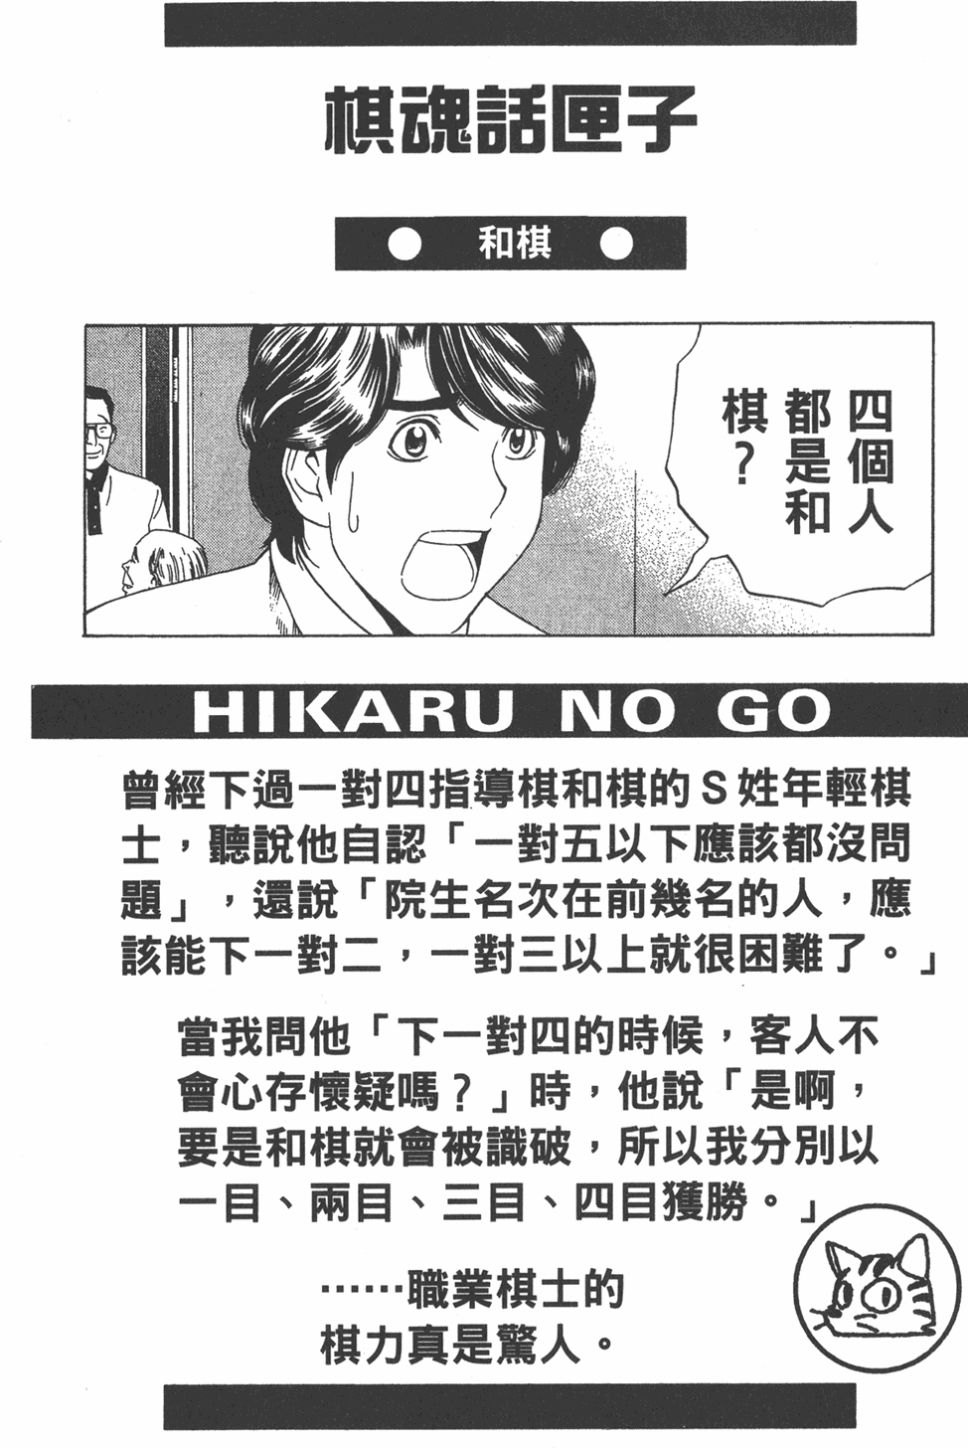 棋魂話匣子
● 和棋 ●
四個人
都是和
棋？
HIKARU NO GO
曾經下過一對四指導棋和棋的Ｓ姓年輕棋
士，聽說他自認「一對五以下應該都沒問
題」，還說「院生名次在前幾名的人，應
該能下一對二，一對三以上就很困難了。」
當我問他「下一對四的時候，客人不
會心存懷疑嗎？」時，他說「是啊，
要是和棋就會被識破，所以我分別以
一目、兩目、三目、四目獲勝。」
……職業棋士的
棋力真是驚人。